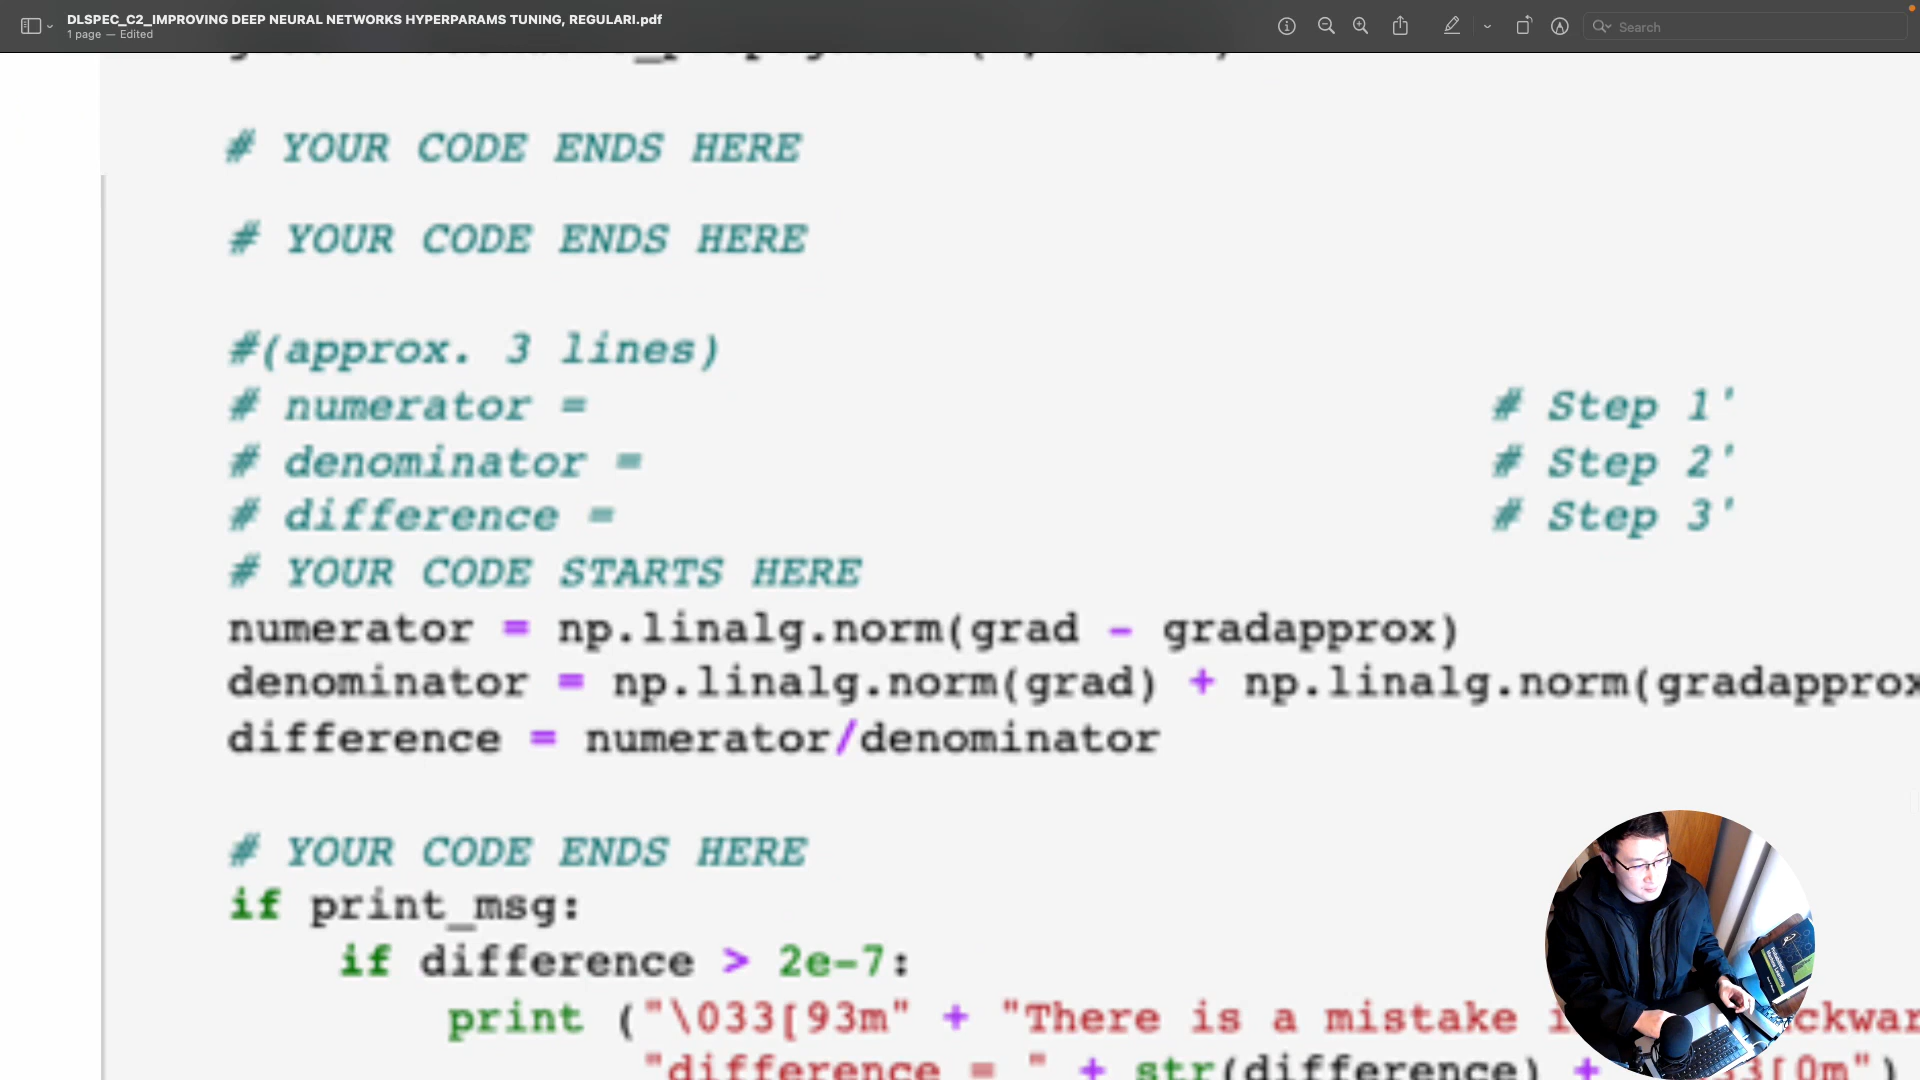 DLSPEC_C2_IMPROVING DEEP NEURAL NETWORKS HYPERPARAMS TUNING, REGULARI.pdf
1 page — Edited
Search
# YOUR CODE ENDS HERE
# YOUR CODE ENDS HERE
#(approx. 3 lines)
# numerator = # Step 1'
# denominator = # Step 2'
# difference = # Step 3'
# YOUR CODE STARTS HERE
numerator = np.linalg.norm(grad - gradapprox)
denominator = np.linalg.norm(grad) + np.linalg.norm(gradapprox
difference = numerator/denominator
# YOUR CODE ENDS HERE
if print_msg:
if difference > 2e-7:
print ("\033[93m" + "There is a mistake
"difference = " + str(difference) +